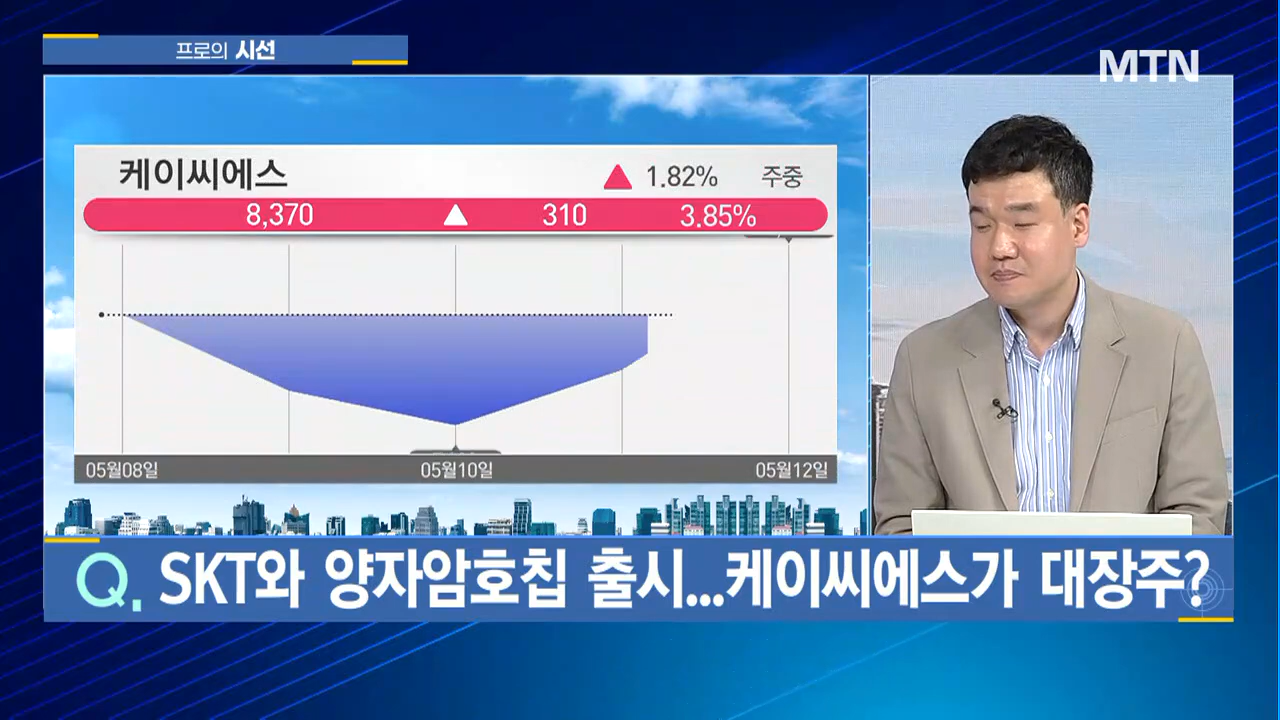 프로의 시선
MTN
케이씨에스 ▲ 1.82% 주중
8,370 ▲ 310 3.85%
05월08일 05월10일 05월12일
Q. SKT와 양자암호칩 출시...케이씨에스가 대장주?